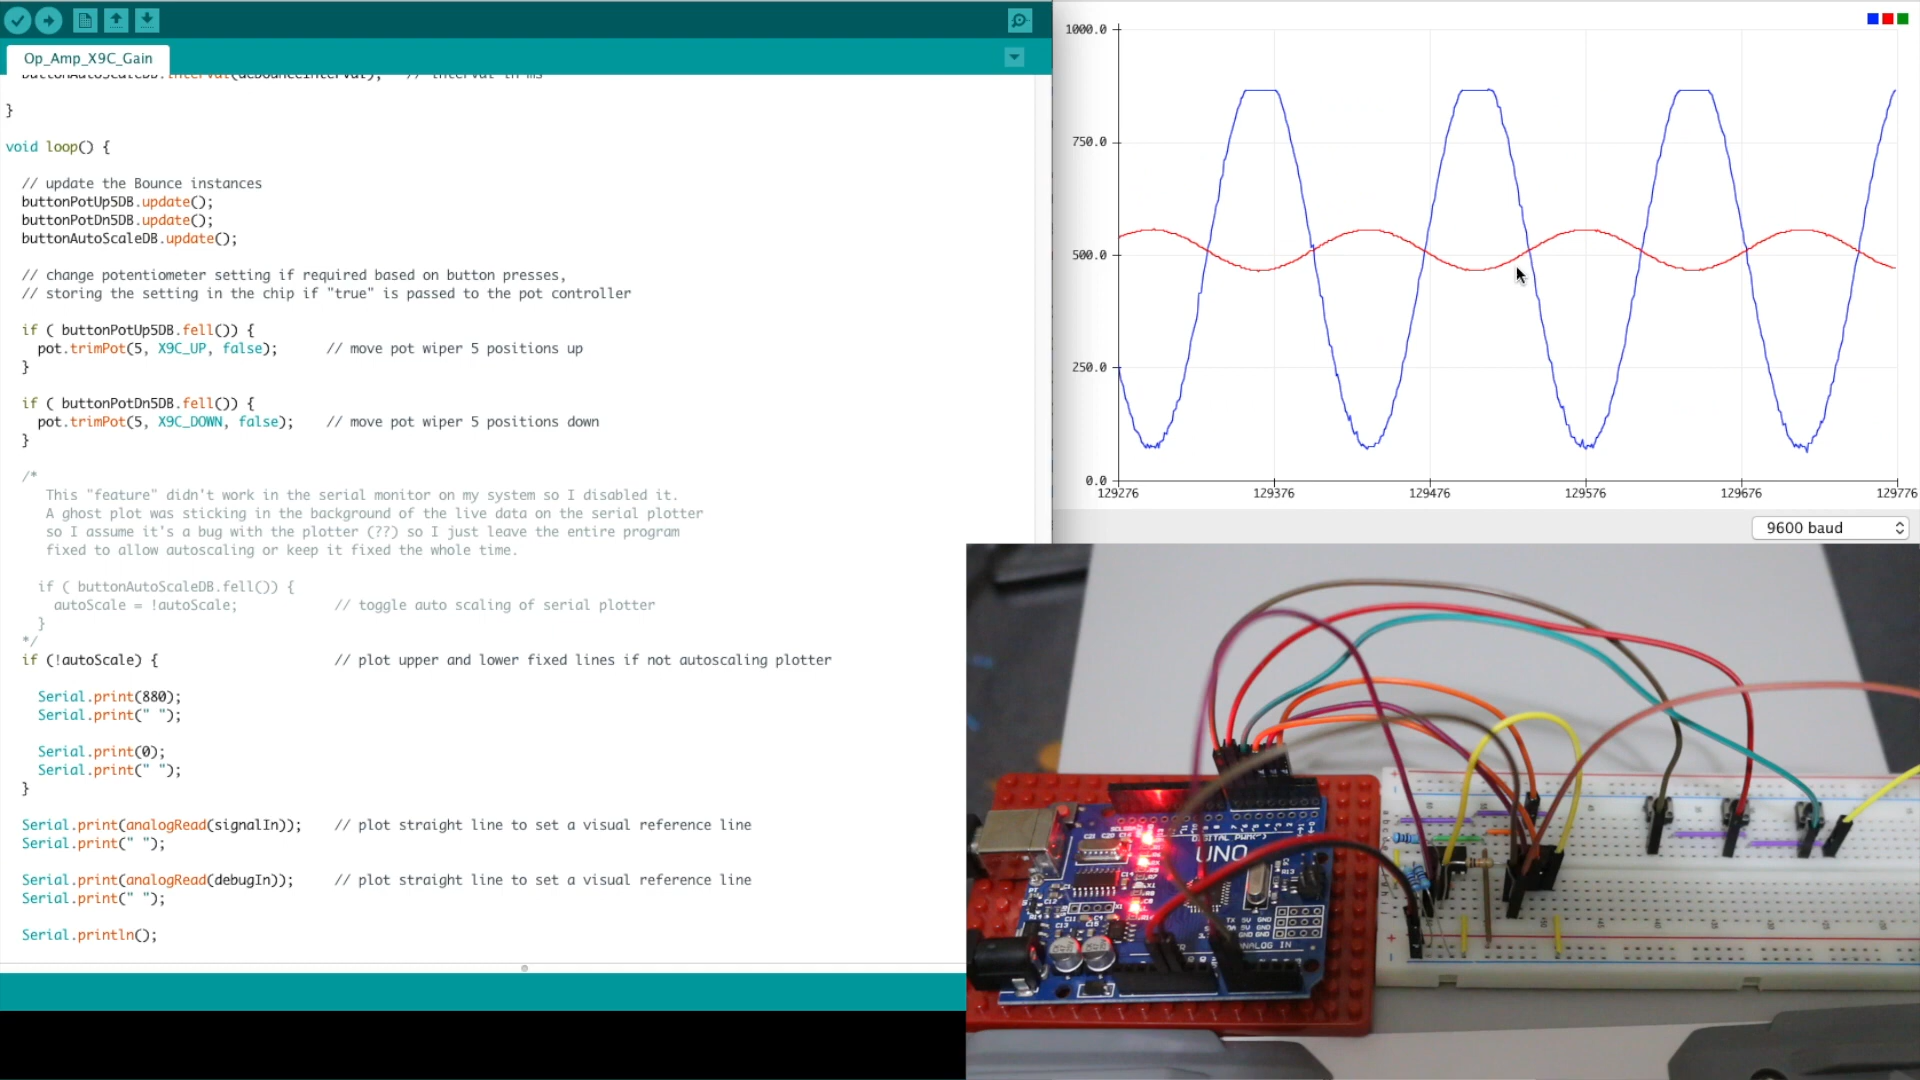 Op_Amp_X9C_Gain
buttonAutoScaleDB.interval(debounceInterval);   // interval in ms
}
void loop() {
// update the Bounce instances
buttonPotUp5DB.update();
buttonPotDn5DB.update();
buttonAutoScaleDB.update();
// change potentiometer setting if required based on button presses,
// storing the setting in the chip if "true" is passed to the pot controller
if ( buttonPotUp5DB.fell()) {
pot.trimPot(5, X9C_UP, false);      // move pot wiper 5 positions up
}
if ( buttonPotDn5DB.fell()) {
pot.trimPot(5, X9C_DOWN, false);    // move pot wiper 5 positions down
}
/*
This "feature" didn't work in the serial monitor on my system so I disabled it.
A ghost plot was sticking in the background of the live data on the serial plotter
so I assume it's a bug with the plotter (??) so I just leave the entire program
fixed to allow autoscaling or keep it fixed the whole time.
if ( buttonAutoScaleDB.fell()) {
autoScale = !autoScale;            // toggle auto scaling of serial plotter
}
*/
if (!autoScale) {                      // plot upper and lower fixed lines if not autoscaling plotter
Serial.print(880);
Serial.print(" ");
Serial.print(0);
Serial.print(" ");
}
Serial.print(analogRead(signalIn));    // plot straight line to set a visual reference line
Serial.print(" ");
Serial.print(analogRead(debugIn));     // plot straight line to set a visual reference line
Serial.print(" ");
Serial.println();
1000.0
750.0
500.0
250.0
0.0
129276 129376 129476 129576 129676 129776
9600 baud
UNO
ANALOG IN